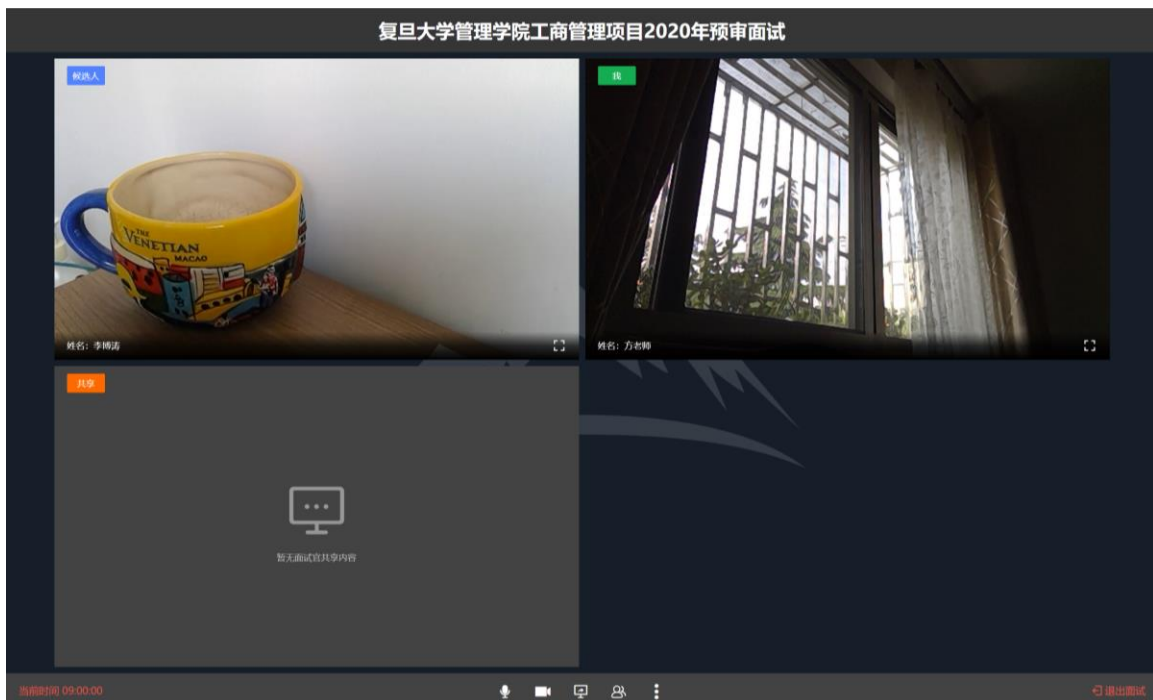 复旦大学管理学院工商管理项目2020年预审面试
候选人
我
THE
VENETIAN
MACAO
姓名：李博涛
姓名：方老师
共享
暂无面试官共享内容
当前时间 09:00:00
退出面试